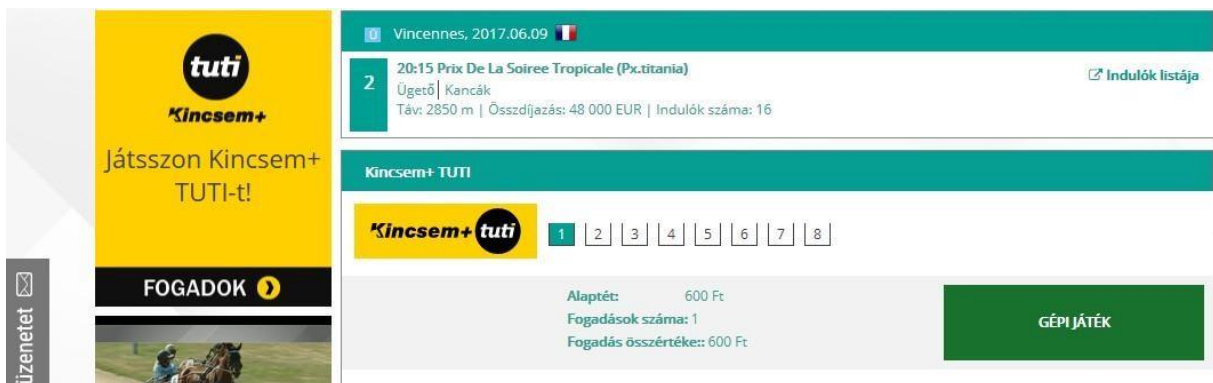 tuti
Kincsem+
Játsszon Kincsem+
TUTI-t!
FOGADOK
üzenetet
0 Vincennes, 2017.06.09
2
20:15 Prix De La Soiree Tropicale (Px.titania)
Ügető| Kancák
Táv: 2850 m | Összdíjazás: 48 000 EUR | Indulók száma: 16
Indulók listája
Kincsem+ TUTI
Kincsem+ tuti
1 2 3 4 5 6 7 8
Alaptét: 600 Ft
Fogadások száma: 1
Fogadás összértéke:: 600 Ft
GÉPI JÁTÉK